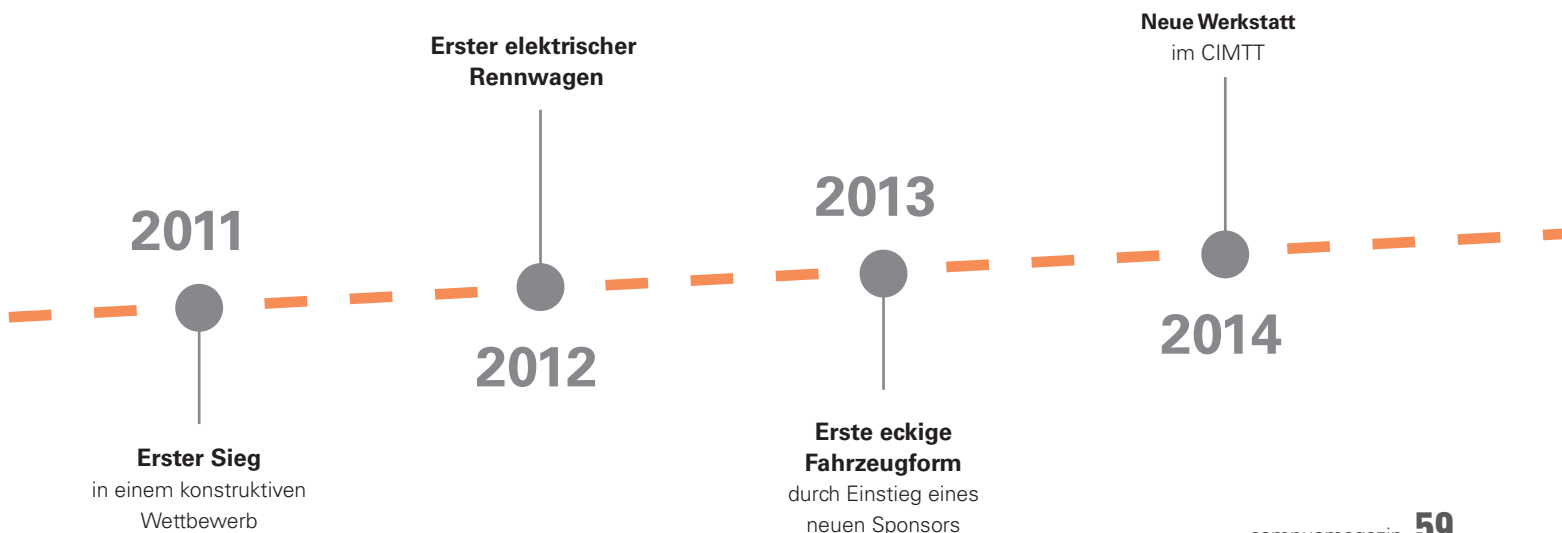 2011
Erster Sieg
in einem konstruktiven
Wettbewerb
Erster elektrischer
Rennwagen
2012
2013
Erste eckige
Fahrzeugform
durch Einstieg eines
neuen Sponsors
Neue Werkstatt
im CIMTT
2014
campusmagazin 59